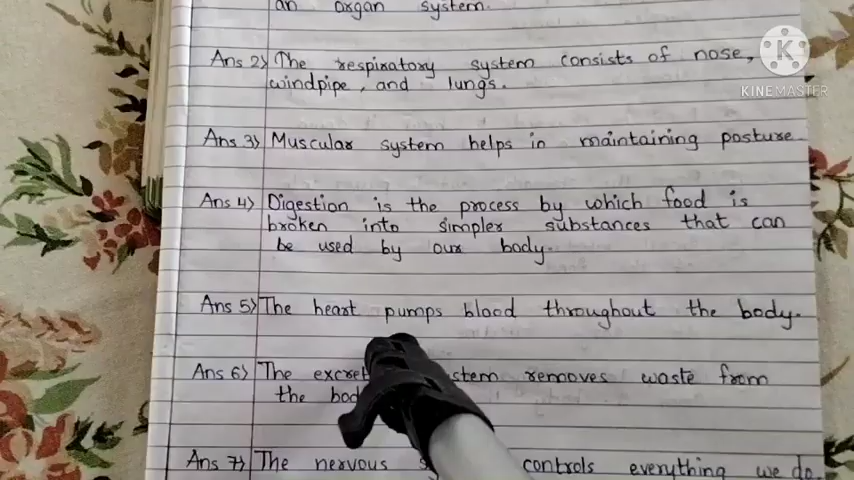 an organ system.
Ans 2) The respiratory system consists of nose,
windpipe, and lungs.
Ans 3) Muscular system helps in maintaining posture
Ans 4) Digestion is the process by which food is
broken into simpler substances that can
be used by our body.
Ans 5) The heart pumps blood throughout the body.
Ans 6) The removes waste from
the
Ans 7) The nervous controls everything we do.
K
KINEMASTER